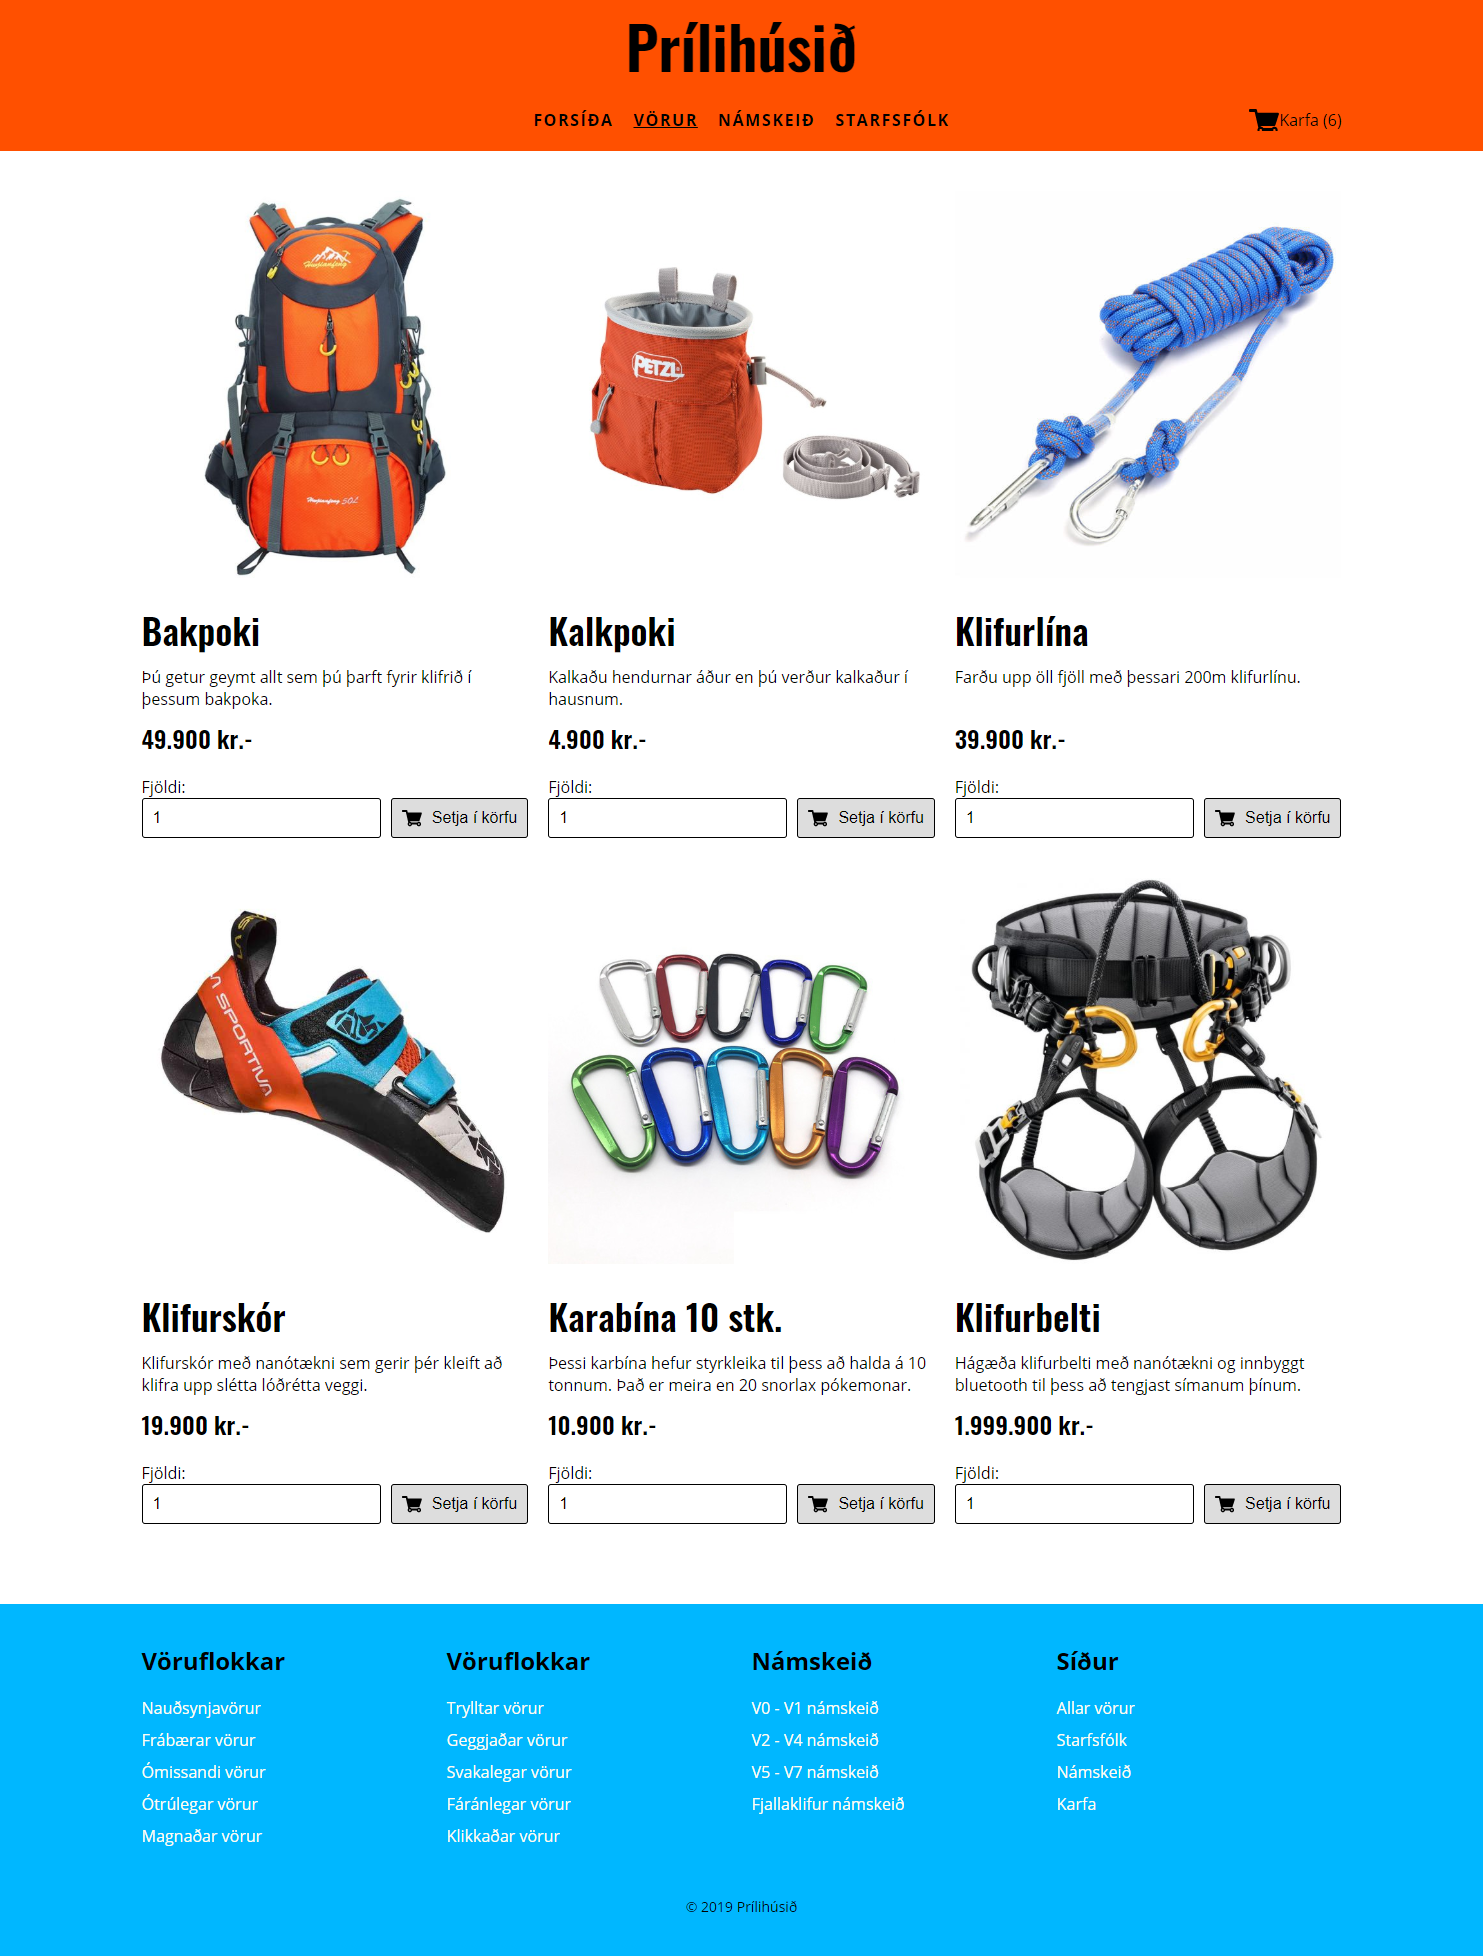 Prílihúsið
FORSÍÐA VÖRUR NÁMSKEIÐ STARFSFÓLK
Karfa (6)
PETZL
50L
Bakpoki
Þú getur geymt allt sem þú þarft fyrir klifrið í
þessum bakpoka.
49.900 kr.-
Fjöldi:
1
Setja í körfu
Kalkpoki
Kalkaðu hendurnar áður en þú verður kalkaður í
hausnum.
4.900 kr.-
Fjöldi:
1
Setja í körfu
Klifurlína
Farðu upp öll fjöll með þessari 200m klifurlínu.
39.900 kr.-
Fjöldi:
1
Setja í körfu
SPORTIVA
Klifurskór
Klifurskór með nanótækni sem gerir þér kleift að
klifra upp slétta lóðrétta veggi.
19.900 kr.-
Fjöldi:
1
Setja í körfu
Karabína 10 stk.
Þessi karbína hefur styrkleika til þess að halda á 10
tonnum. Það er meira en 20 snorlax pókemonar.
10.900 kr.-
Fjöldi:
1
Setja í körfu
Klifurbelti
Hágæða klifurbelti með nanótækni og innbyggt
bluetooth til þess að tengjast símanum þínum.
1.999.900 kr.-
Fjöldi:
1
Setja í körfu
Vöruflokkar
Nauðsynjavörur
Frábærar vörur
Ómissandi vörur
Ótrúlegar vörur
Magnaðar vörur
Vöruflokkar
Trylltar vörur
Geggjaðar vörur
Svakalegar vörur
Fáránlegar vörur
Klikkaðar vörur
Námskeið
V0 - V1 námskeið
V2 - V4 námskeið
V5 - V7 námskeið
Fjallaklifur námskeið
Síður
Allar vörur
Starfsfólk
Námskeið
Karfa
© 2019 Prílihúsið